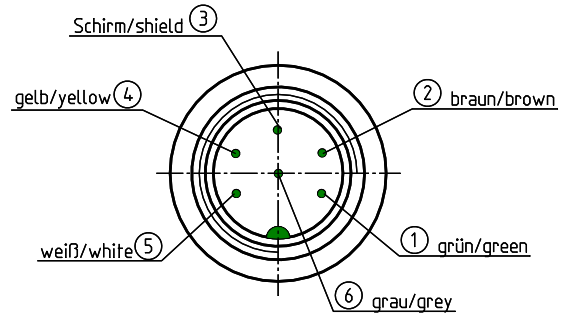 Schirm/shield 3
gelb/yellow 4
2 braun/brown
weiß/white 5
1 grün/green
6 grau/grey